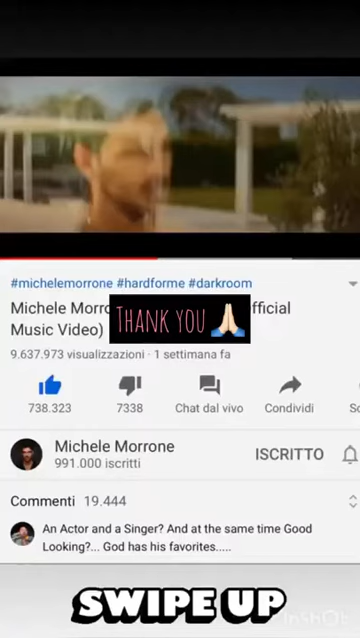 #michelemorrone #hardforme #darkroom
Michele Morro
fficial
Music Video)
THANK YOU 🙏🏻
9.637.973 visualizzazioni · 1 settimana fa
738.323
7338
Chat dal vivo
Condividi
Michele Morrone
991.000 iscritti
ISCRITTO
Commenti 19.444
An Actor and a Singer? And at the same time Good
Looking?... God has his favorites.....
SWIPE UP
InShOt